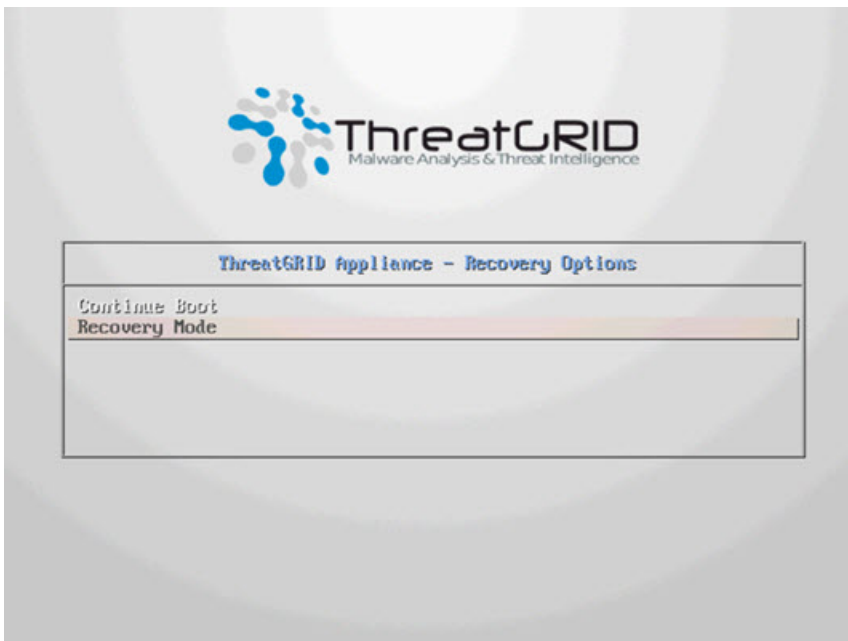 ThreatGRID
Malware Analysis & Threat Intelligence
ThreatGRID Appliance - Recovery Options
Continue Boot
Recovery Mode